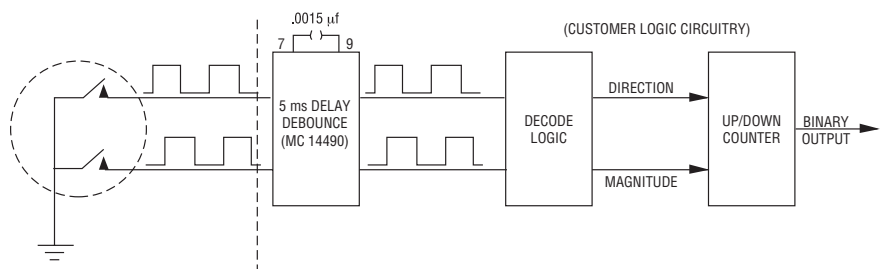 .0015 µf
7 9
(CUSTOMER LOGIC CIRCUITRY)
5 ms DELAY
DEBOUNCE
(MC 14490)
DECODE
LOGIC
DIRECTION
MAGNITUDE
UP/DOWN
COUNTER
BINARY
OUTPUT